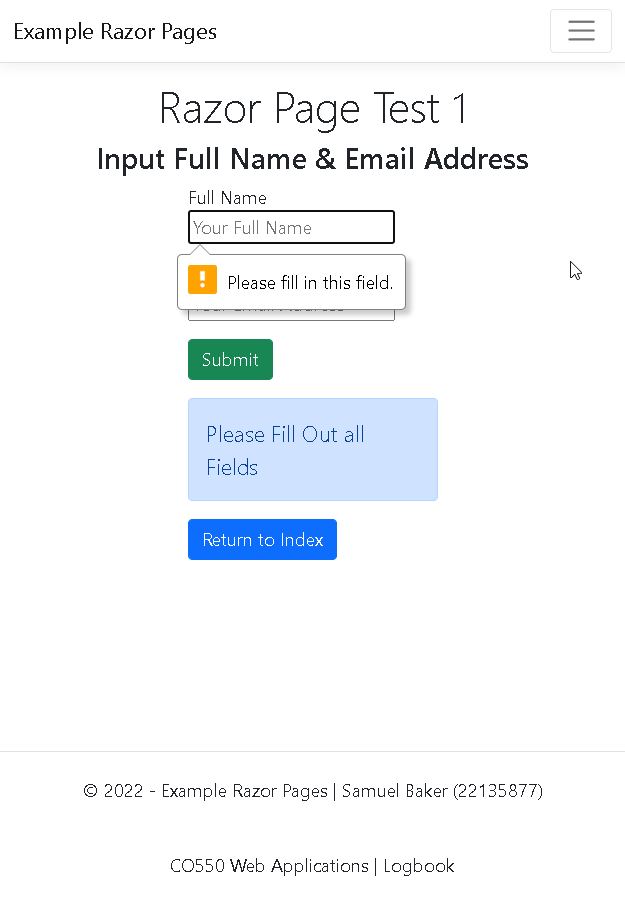 Example Razor Pages
Razor Page Test 1
Input Full Name & Email Address
Full Name
Your Full Name
Please fill in this field.
Submit
Please Fill Out all
Fields
Return to Index
© 2022 - Example Razor Pages | Samuel Baker (22135877)
CO550 Web Applications | Logbook